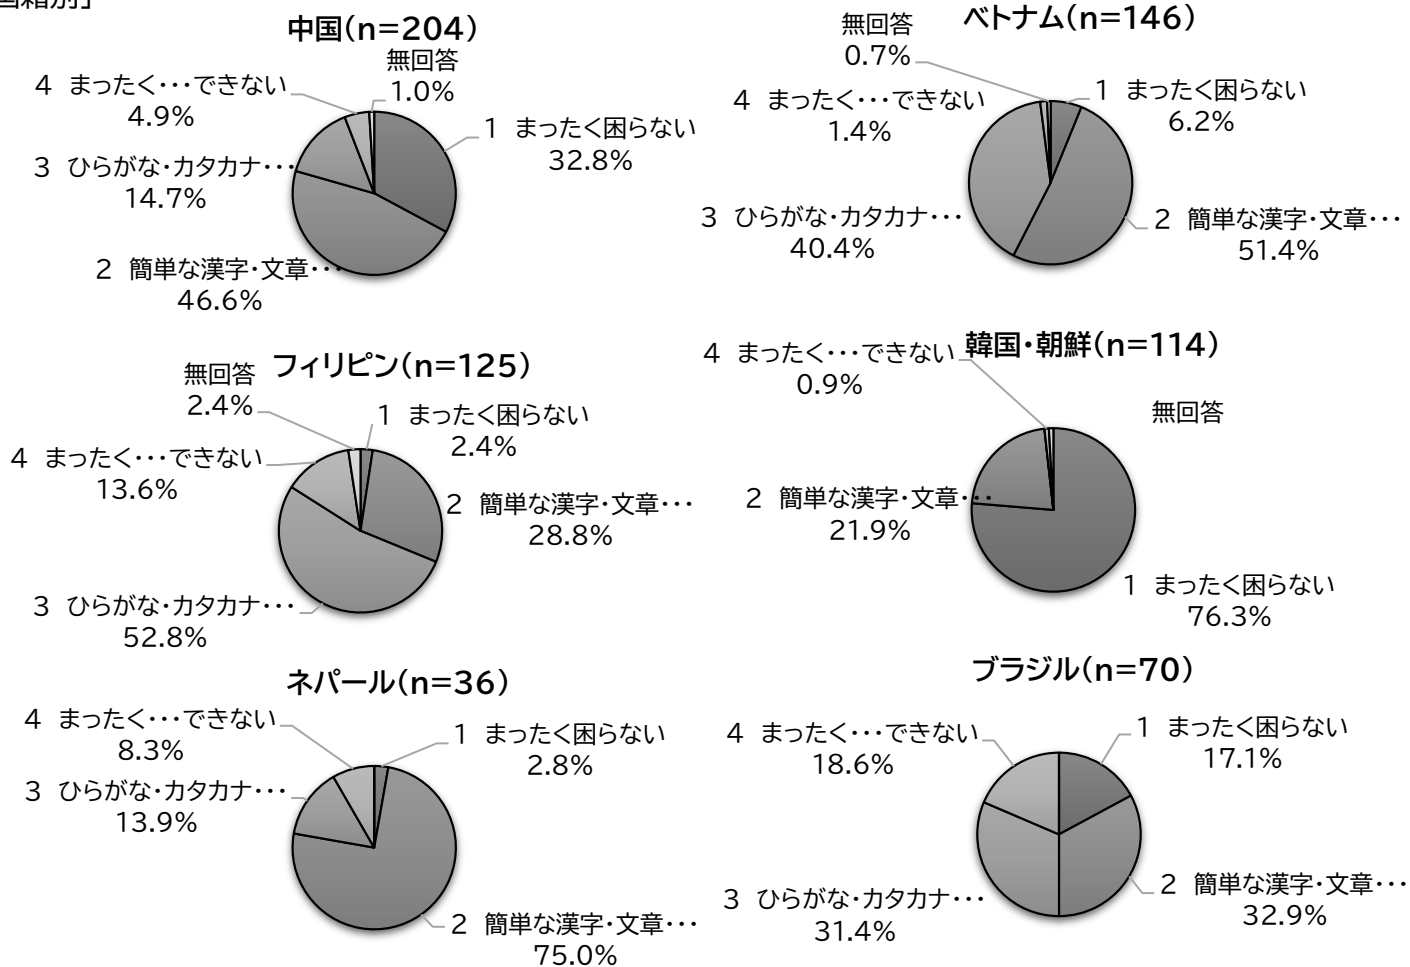 国籍別】
中国(n=204)
無回答
1.0%
4 まったく・・・できない
4.9%
1 まったく困らない
32.8%
3 ひらがな・カタカナ・・・
14.7%
2 簡単な漢字・文章・・・
46.6%
ベトナム(n=146)
無回答
0.7%
4 まったく・・・できない
1.4%
1 まったく困らない
6.2%
3 ひらがな・カタカナ・・・
40.4%
2 簡単な漢字・文章・・・
51.4%
フィリピン(n=125)
無回答
2.4%
1 まったく困らない
2.4%
4 まったく・・・できない
13.6%
2 簡単な漢字・文章・・・
28.8%
3 ひらがな・カタカナ・・・
52.8%
韓国・朝鮮(n=114)
4 まったく・・・できない
0.9%
無回答
2 簡単な漢字・文章・・・
21.9%
1 まったく困らない
76.3%
ネパール(n=36)
4 まったく・・・できない
8.3%
1 まったく困らない
2.8%
3 ひらがな・カタカナ・・・
13.9%
2 簡単な漢字・文章・・・
75.0%
ブラジル(n=70)
4 まったく・・・できない
18.6%
1 まったく困らない
17.1%
3 ひらがな・カタカナ・・・
31.4%
2 簡単な漢字・文章・・・
32.9%